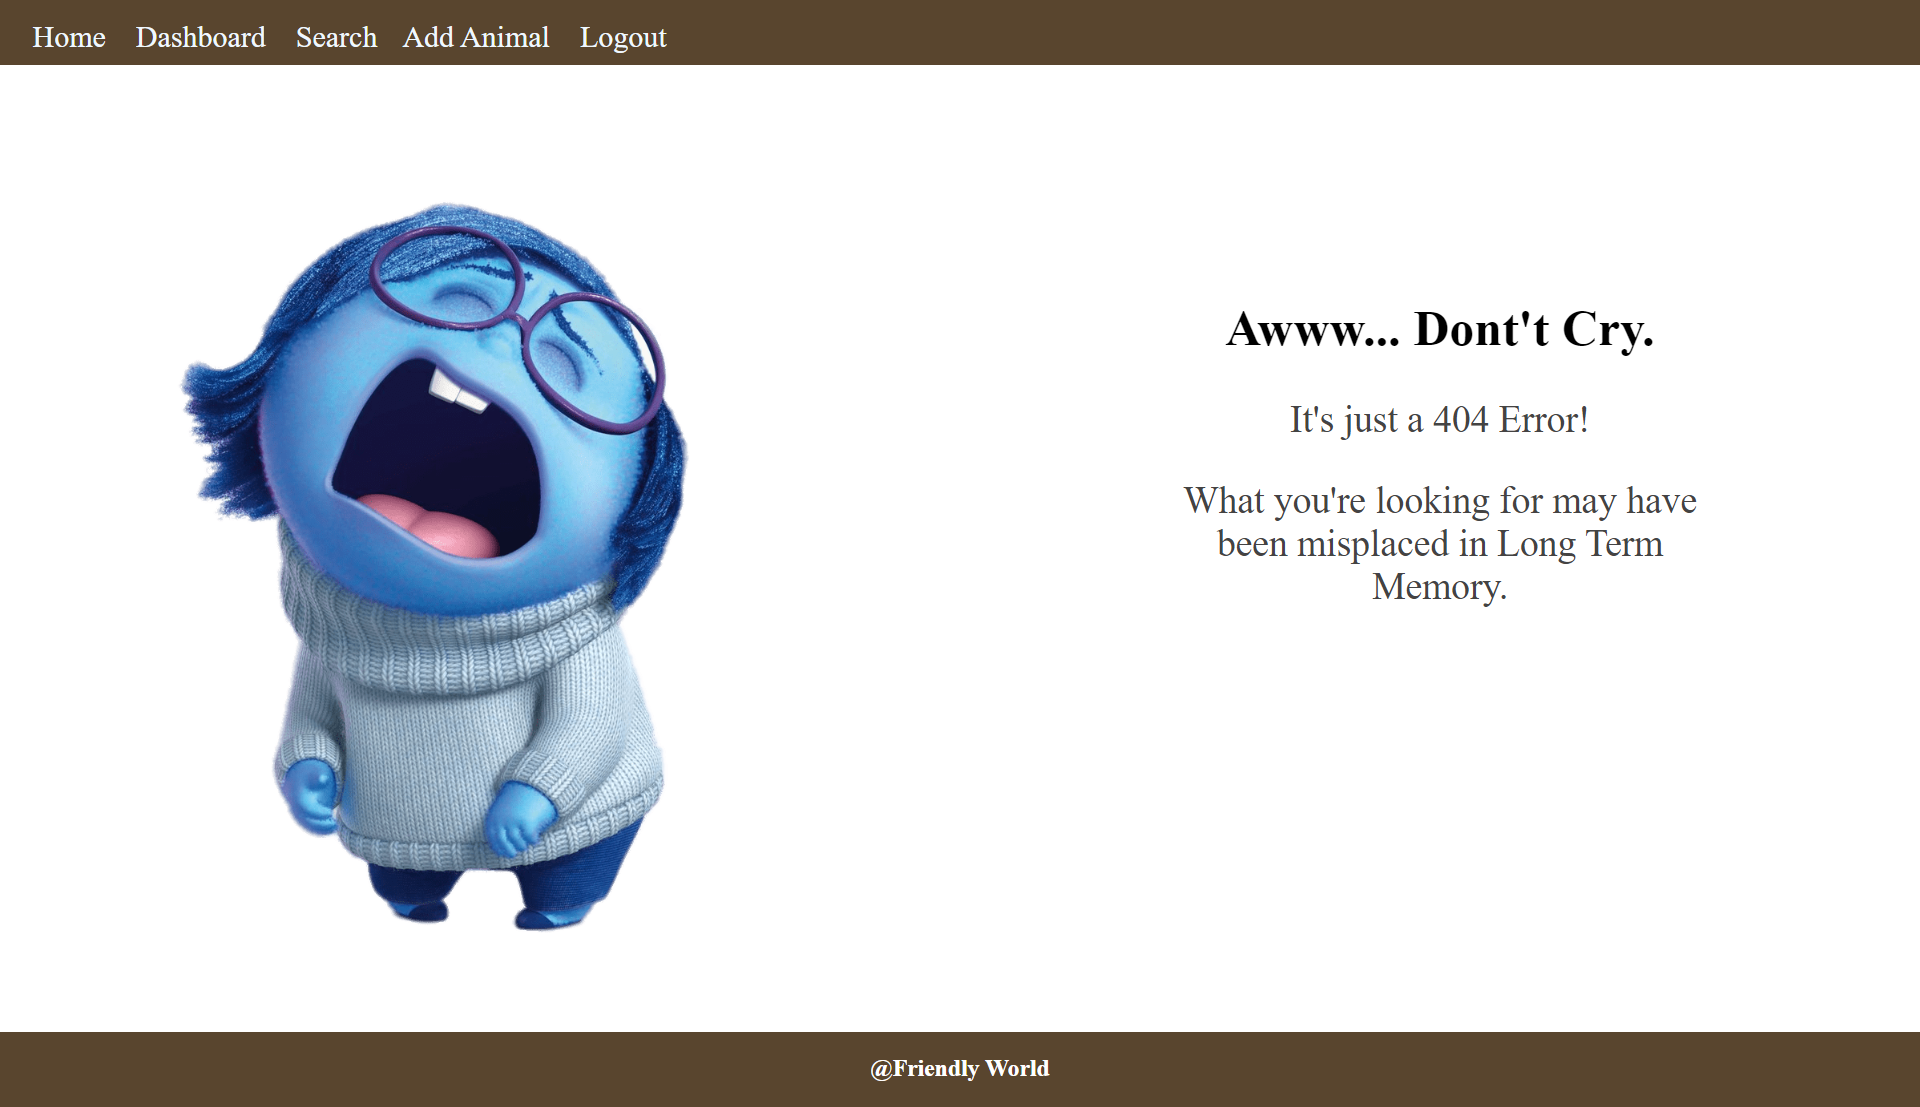 Home Dashboard Search Add Animal Logout
Awww... Dont't Cry.
It's just a 404 Error!
What you're looking for may have
been misplaced in Long Term
Memory.
@Friendly World